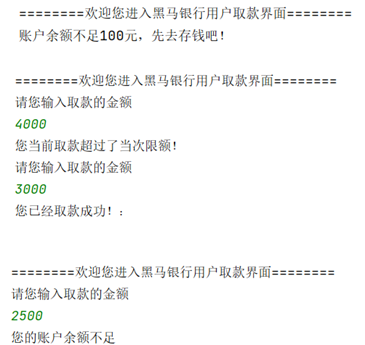 ========欢迎您进入黑马银行用户取款界面========
账户余额不足100元，先去存钱吧！
========欢迎您进入黑马银行用户取款界面========
请您输入取款的金额
4000
您当前取款超过了当次限额！
请您输入取款的金额
3000
您已经取款成功！：
========欢迎您进入黑马银行用户取款界面========
请您输入取款的金额
2500
您的账户余额不足